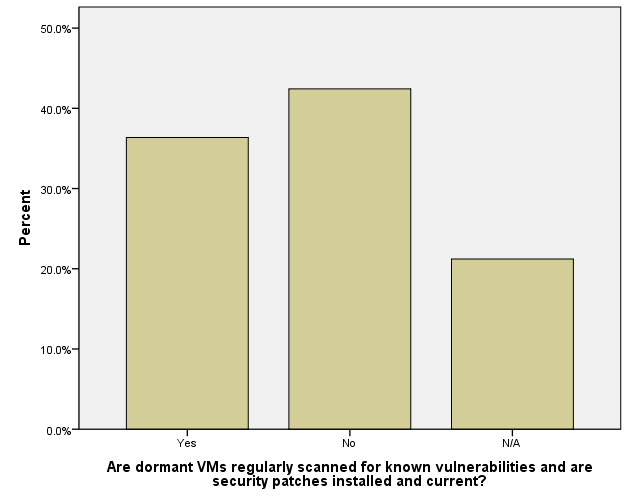 50.0%
40.0%
30.0%
20.0%
10.0%
0.0%
Percent
Yes No N/A
Are dormant VMs regularly scanned for known vulnerabilities and are
security patches installed and current?